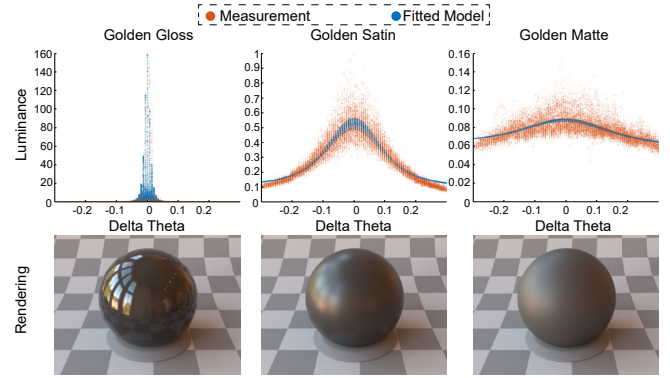 Measurement Fitted Model
Golden Gloss Golden Satin Golden Matte
Luminance
160
140
120
100
80
60
40
20
0
-0.2 -0.1 0 0.1 0.2
Delta Theta
1
0.9
0.8
0.7
0.6
0.5
0.4
0.3
0.2
0.1
-0.2 -0.1 0 0.1 0.2
Delta Theta
0.16
0.14
0.12
0.10
0.08
0.06
0.04
0.02
0
-0.2 -0.1 0 0.1 0.2
Delta Theta
Rendering